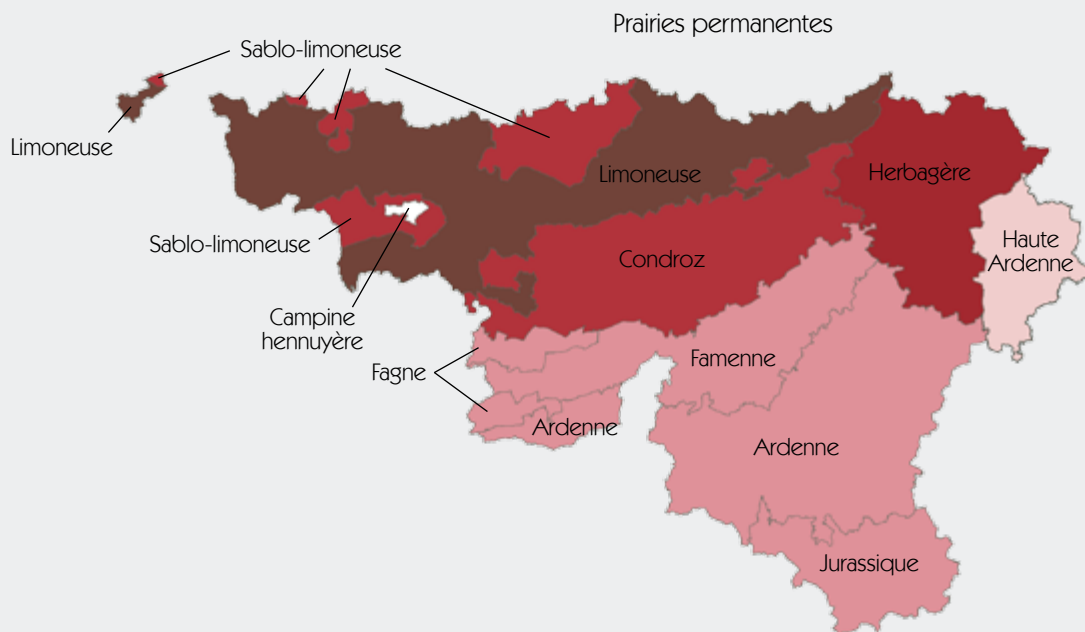 Prairies permanentes
Sablo-limoneuse
Limoneuse
Limoneuse
Herbagère
Sablo-limoneuse
Condroz
Haute
Ardenne
Campine
hennuyère
Fagne
Famenne
Ardenne
Ardenne
Jurassique